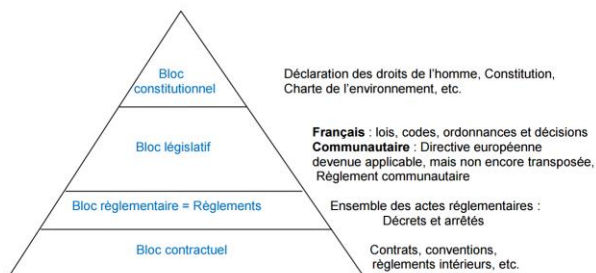 Bloc
constitutionnel
Déclaration des droits de l'homme, Constitution,
Charte de l'environnement, etc.
Bloc législatif
Français : lois, codes, ordonnances et décisions
Communautaire : Directive européenne
devenue applicable, mais non encore transposée,
Règlement communautaire
Bloc règlementaire = Règlements
Ensemble des actes réglementaires :
Décrets et arrêtés
Bloc contractuel
Contrats, conventions,
règlements intérieurs, etc.